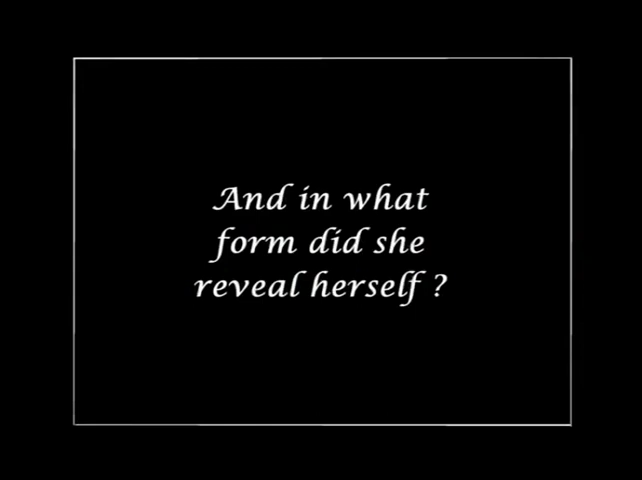 And in what
form did she
reveal herself ?